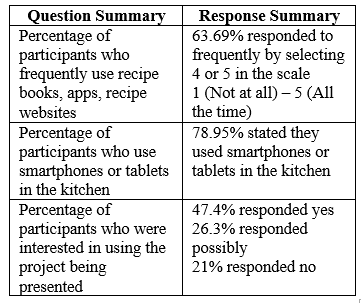 Question Summary Response Summary
Percentage of participants who frequently use recipe books, apps, recipe websites
63.69% responded to frequently by selecting 4 or 5 in the scale 1 (Not at all) – 5 (All the time)
Percentage of participants who use smartphones or tablets in the kitchen
78.95% stated they used smartphones or tablets in the kitchen
Percentage of participants who were interested in using the project being presented
47.4% responded yes
26.3% responded possibly
21% responded no